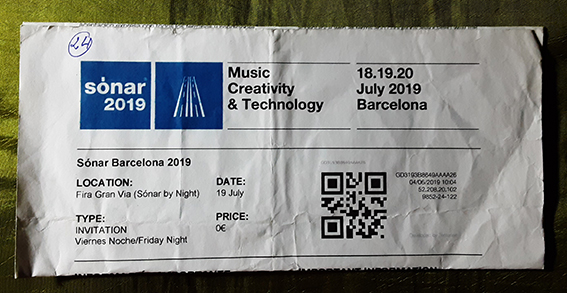 24
sónar
2019
Music
Creativity
& Technology
18.19.20
July 2019
Barcelona
Sónar Barcelona 2019
LOCATION:
Fira Gran Via (Sónar by Night)
DATE:
19 July
TYPE:
INVITATION
Viernes Noche/Friday Night
PRICE:
0€
OD3193B8649AAAA26
04/06/2019 10:04
52.208.20.102
9852-24-122